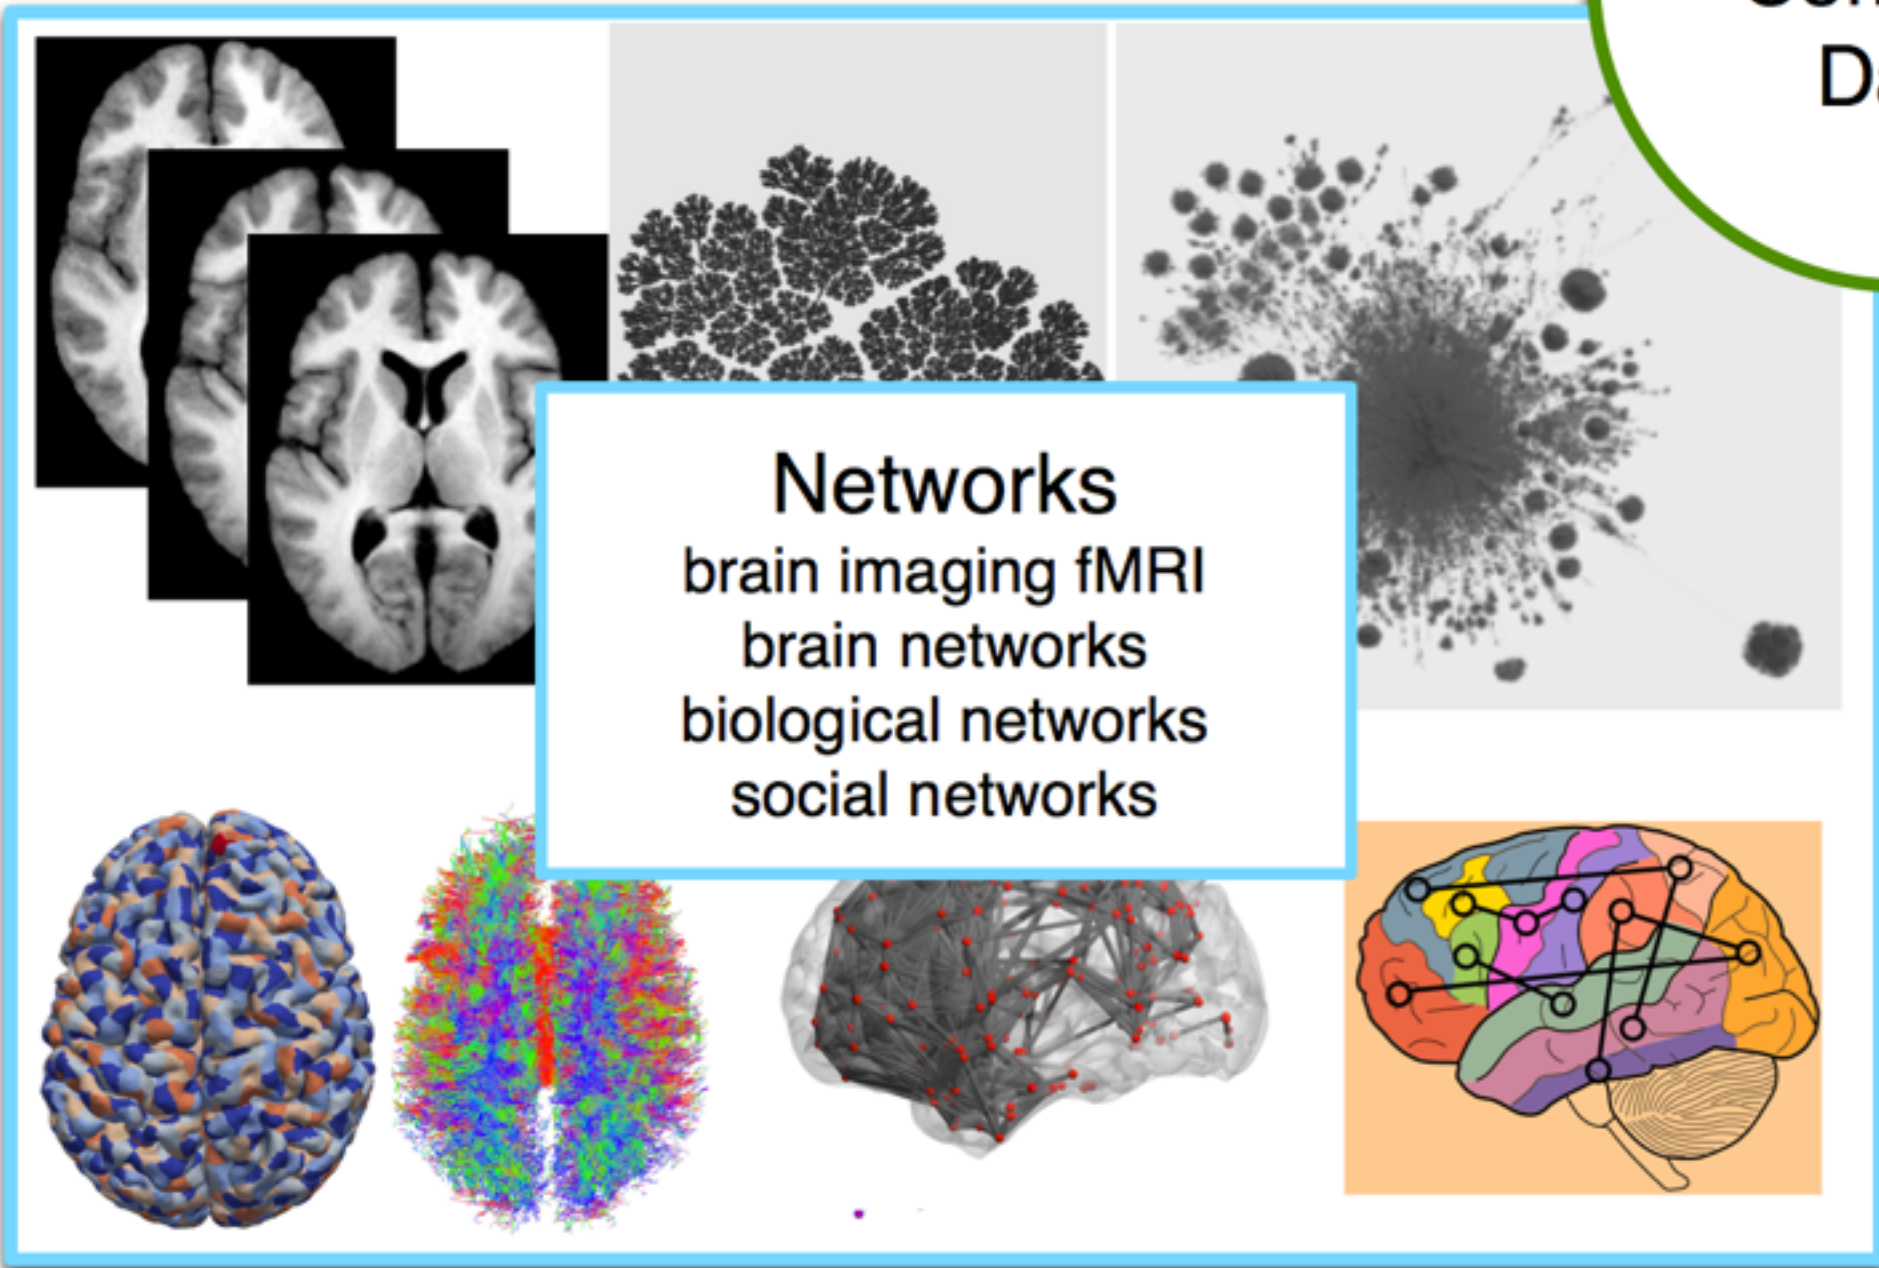 Networks
brain imaging fMRI
brain networks
biological networks
social networks